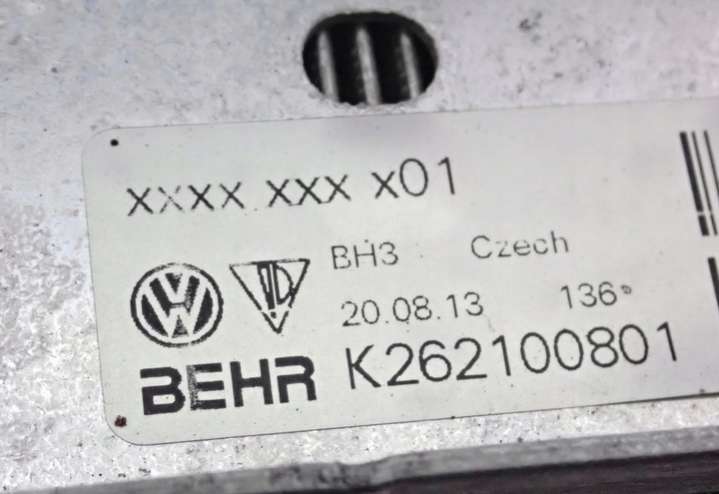 xxxx xxx x01
BH3 Czech
20.08.13 136
BEHR K262100801